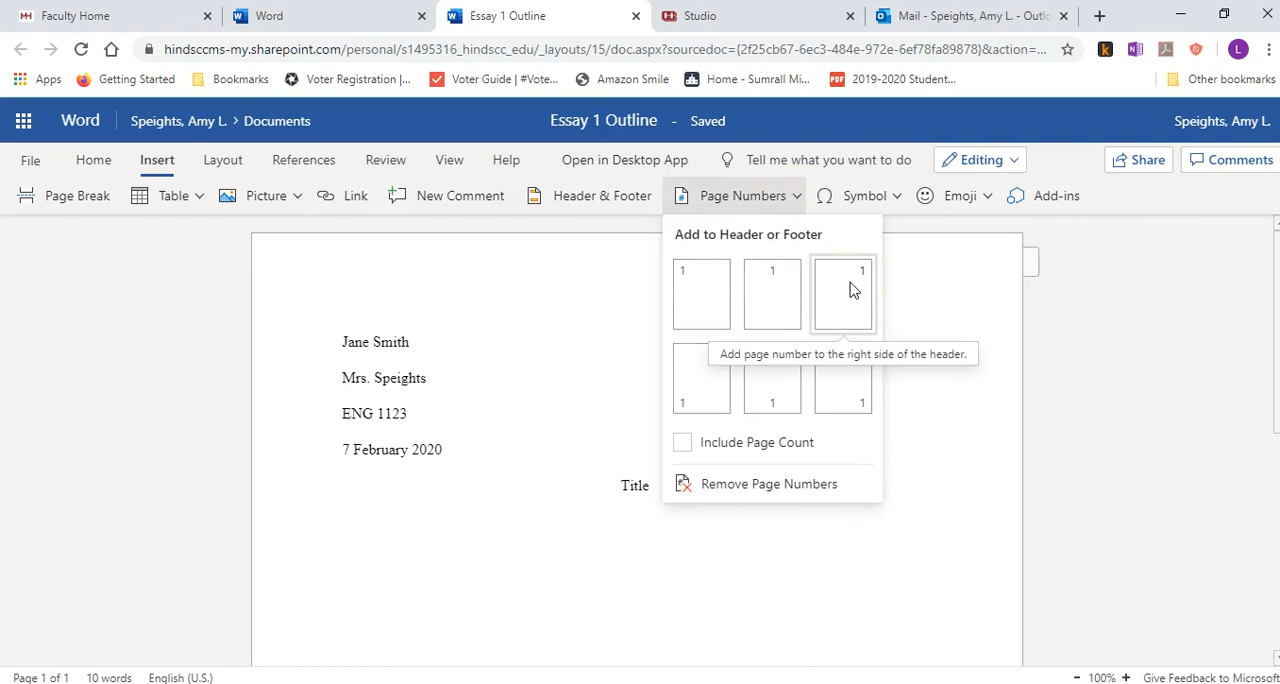 Faculty Home
Word
Essay 1 Outline
Studio
Mail - Speights, Amy L. - Outlo
hindsccms-my.sharepoint.com/personal/s1495316_hindscc_edu/_layouts/15/doc.aspx?sourcedoc={2f25cb67-6ec3-484e-972e-6ef78fa89878}&action=...
L
Apps
Getting Started
Bookmarks
Voter Registration |...
Voter Guide | #Vote...
Amazon Smile
Home - Sumrall Mi...
PDF
2019-2020 Student...
Other bookmarks
Word
Speights, Amy L. > Documents
Essay 1 Outline - Saved
Speights, Amy L.
File
Home
Insert
Layout
References
Review
View
Help
Open in Desktop App
Tell me what you want to do
Editing
Share
Comments
Page Break
Table
Picture
Link
New Comment
Header & Footer
Page Numbers
Symbol
Emoji
Add-ins
Add to Header or Footer
1
1
1
Add page number to the right side of the header.
1
1
1
Include Page Count
Remove Page Numbers
Jane Smith
Mrs. Speights
ENG 1123
7 February 2020
Title
Page 1 of 1
10 words
English (U.S.)
- 100% +
Give Feedback to Microsoft